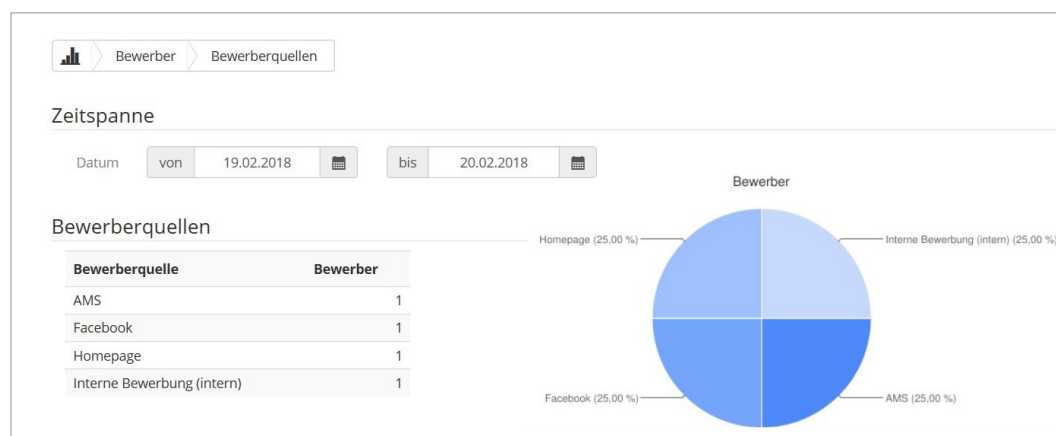 Bewerber Bewerberquellen
Zeitspanne
Datum von 19.02.2018 bis 20.02.2018
Bewerberquellen
Bewerberquelle Bewerber
AMS 1
Facebook 1
Homepage 1
Interne Bewerbung (intern) 1
Bewerber
Homepage (25,00 %)
Interne Bewerbung (intern) (25,00 %)
Facebook (25,00 %)
AMS (25,00 %)